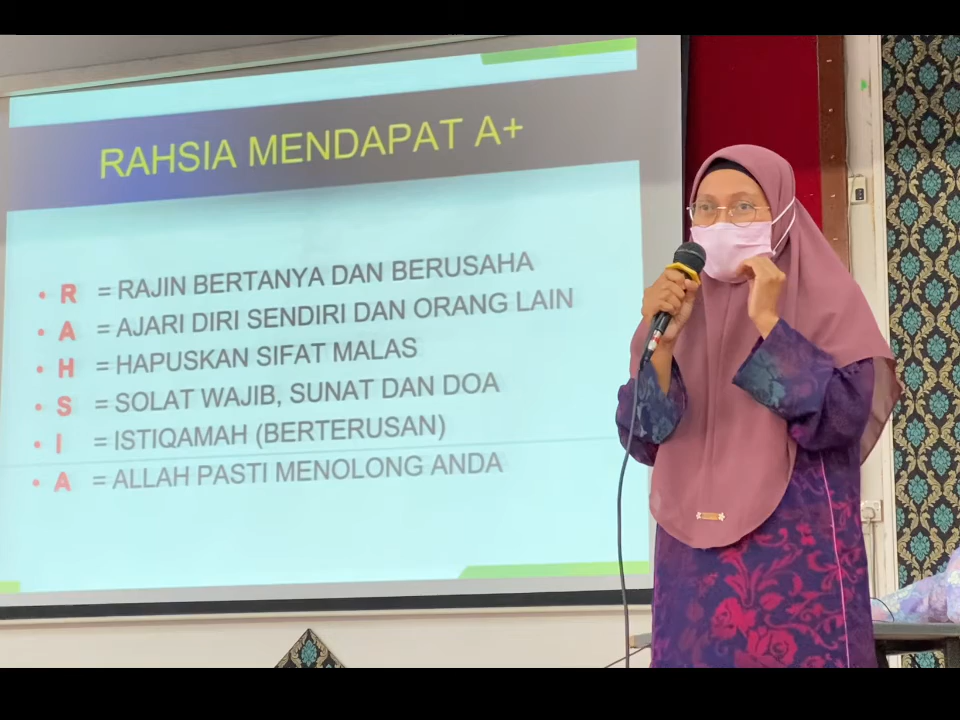 RAHSIA MENDAPAT A+
• R = RAJIN BERTANYA DAN BERUSAHA
• A = AJARI DIRI SENDIRI DAN ORANG LAIN
• H = HAPUSKAN SIFAT MALAS
• S = SOLAT WAJIB, SUNAT DAN DOA
• I = ISTIQAMAH (BERTERUSAN)
• A = ALLAH PASTI MENOLONG ANDA